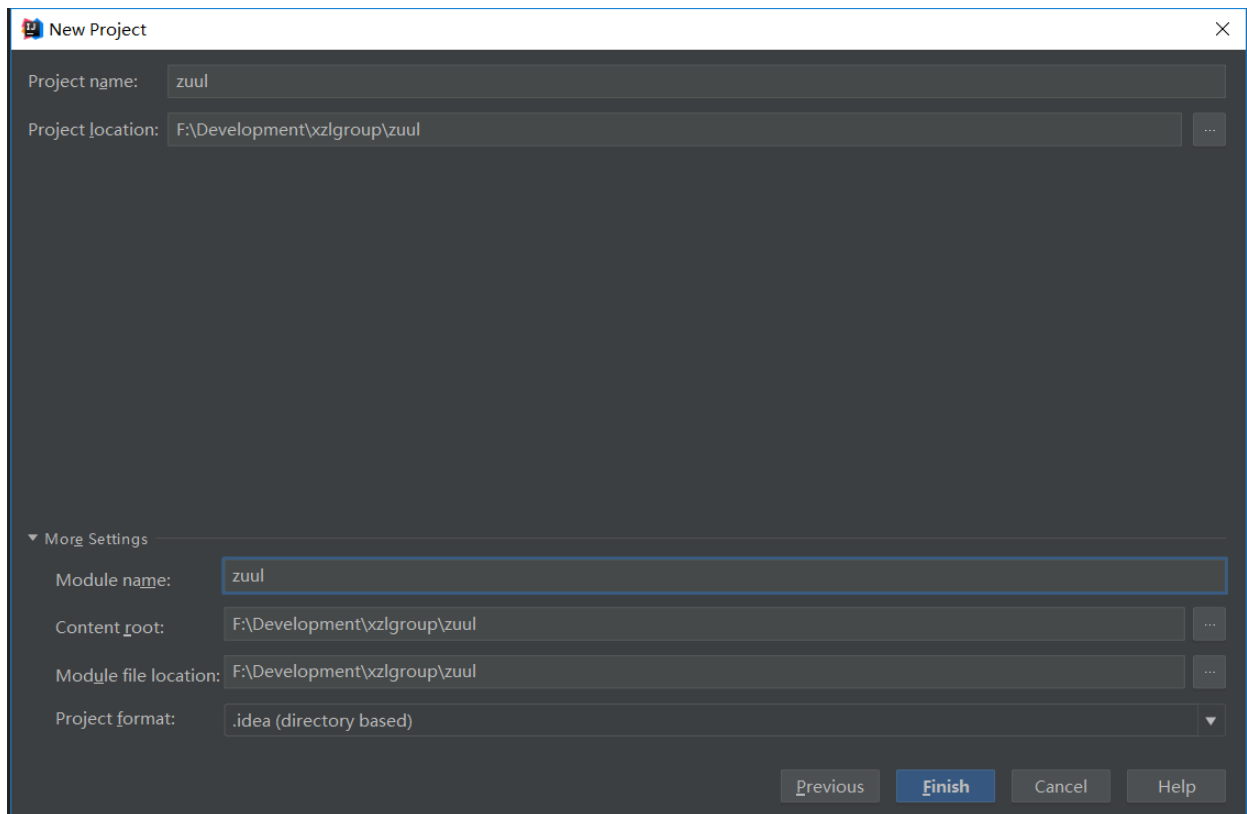 New Project
Project name: zuul
Project location: F:\Development\xzlgroup\zuul ...
More Settings
Module name: zuul
Content root: F:\Development\xzlgroup\zuul ...
Module file location: F:\Development\xzlgroup\zuul ...
Project format: .idea (directory based)
Previous Finish Cancel Help